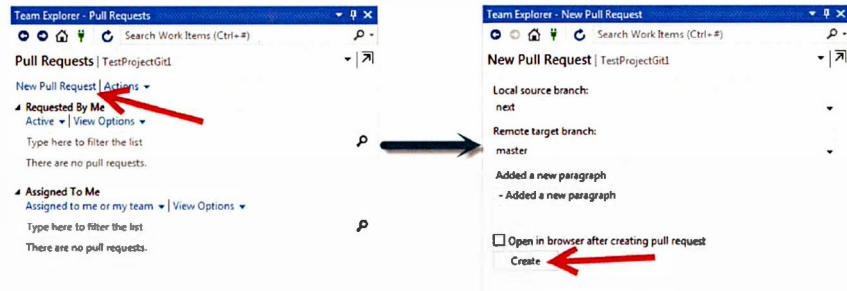 Team Explorer - Pull Requests
Search Work Items (Ctrl+#)
Pull Requests | TestProjectGit1
New Pull Request | Actions
Requested By Me
Active | View Options
Type here to filter the list
There are no pull requests.
Assigned To Me
Assigned to me or my team | View Options
Type here to filter the list
There are no pull requests.
Team Explorer - New Pull Request
Search Work Items (Ctrl+#)
New Pull Request | TestProjectGit1
Local source branch:
next
Remote target branch:
master
Added a new paragraph
- Added a new paragraph
Open in browser after creating pull request
Create